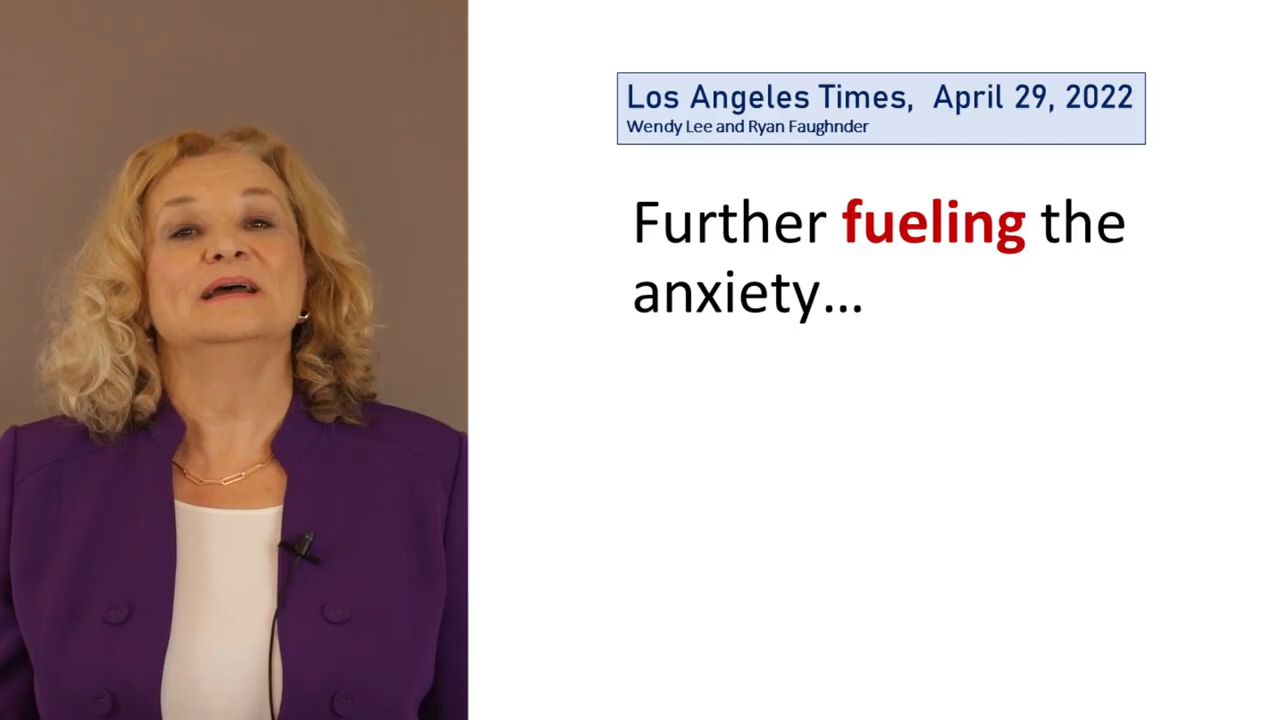 Los Angeles Times, April 29, 2022
Wendy Lee and Ryan Faughnder
Further fueling the
anxiety...